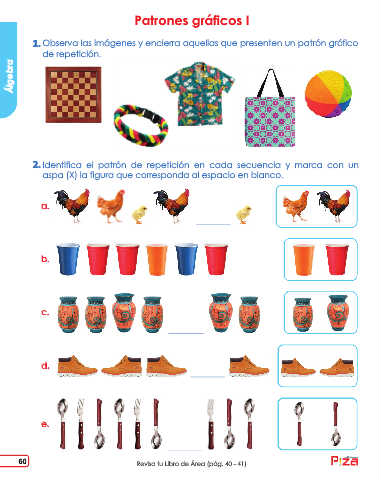 Patrones gráficos I
1. Observa las imágenes y encierra aquellas que presenten un patrón gráfico
de repetición.
Álgebra
2. Identifica el patrón de repetición en cada secuencia y marca con un
aspa (X) la figura que corresponda al espacio en blanco.
a.
b.
c.
d.
e.
60
Revisa tu Libro de Área (pág. 40 - 41)